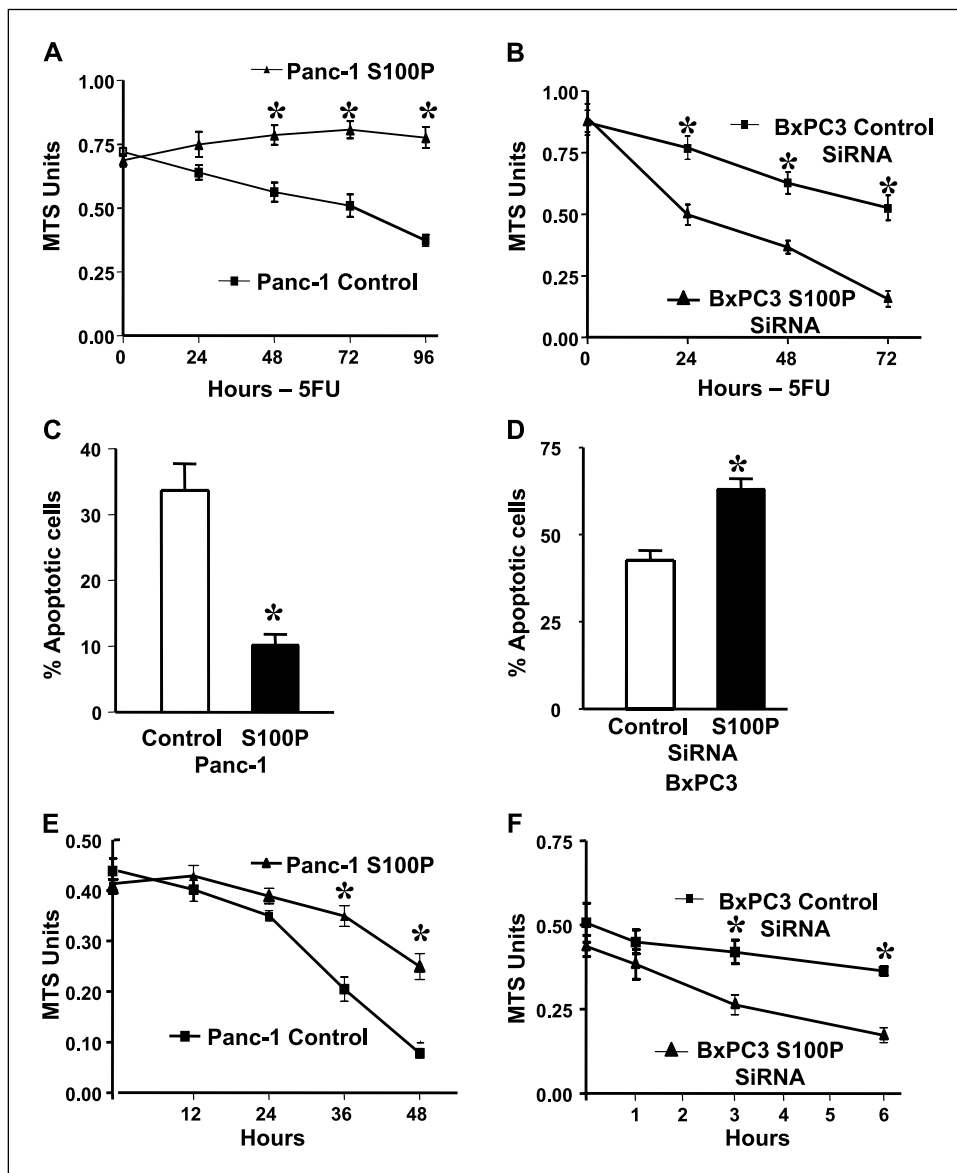 A
Panc-1 S100P
1.00
* * *
0.75
MTS Units
0.50
0.25
Panc-1 Control
0.00
0 24 48 72 96
Hours – 5FU
B
1.00
*
BxPC3 Control
SiRNA
0.75
*
*
MTS Units
0.50
0.25
BxPC3 S100P
SiRNA
0.00
0 24 48 72
Hours – 5FU
C
40
30
% Apoptotic cells
20
*
10
0
Control S100P
Panc-1
D
75
*
50
% Apoptotic cells
25
0
Control S100P
SiRNA
BxPC3
E
0.50
Panc-1 S100P
0.40
*
0.30
*
MTS Units
0.20
0.10
Panc-1 Control
0.00
12 24 36 48
Hours
F
0.75
BxPC3 Control
SiRNA
* *
0.50
MTS Units
0.25
BxPC3 S100P
SiRNA
0.00
1 2 3 4 5 6
Hours